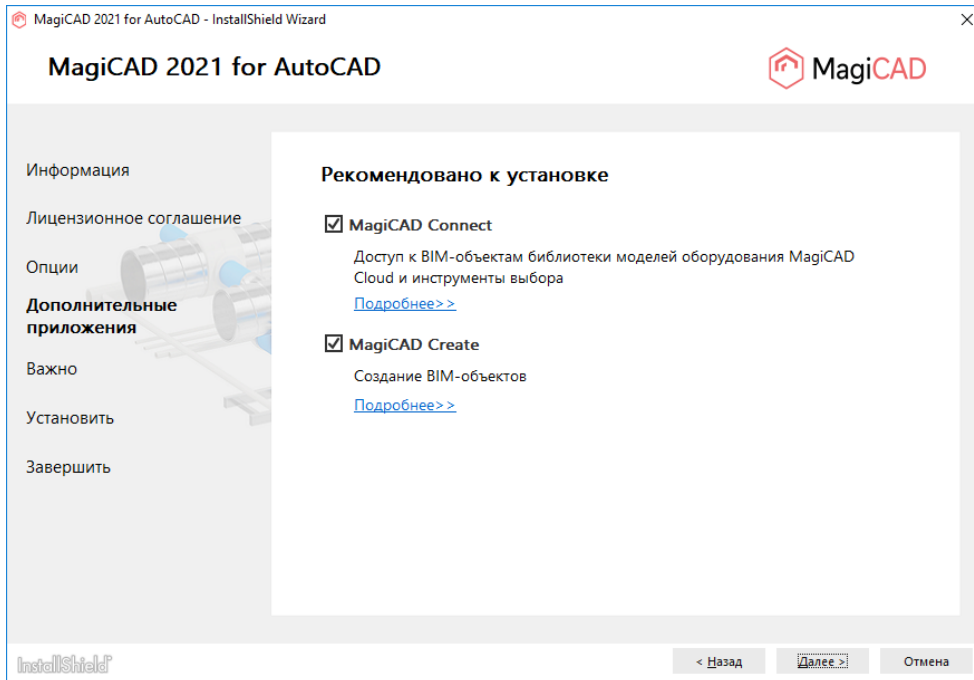 MagiCAD 2021 for AutoCAD - InstallShield Wizard
MagiCAD 2021 for AutoCAD
MagiCAD
Информация
Лицензионное соглашение
Опции
Дополнительные
приложения
Важно
Установить
Завершить
Рекомендовано к установке
MagiCAD Connect
Доступ к BIM-объектам библиотеки моделей оборудования MagiCAD
Cloud и инструменты выбора
Подробнее>>
MagiCAD Create
Создание BIM-объектов
Подробнее>>
InstallShield
< Назад
Далее >
Отмена